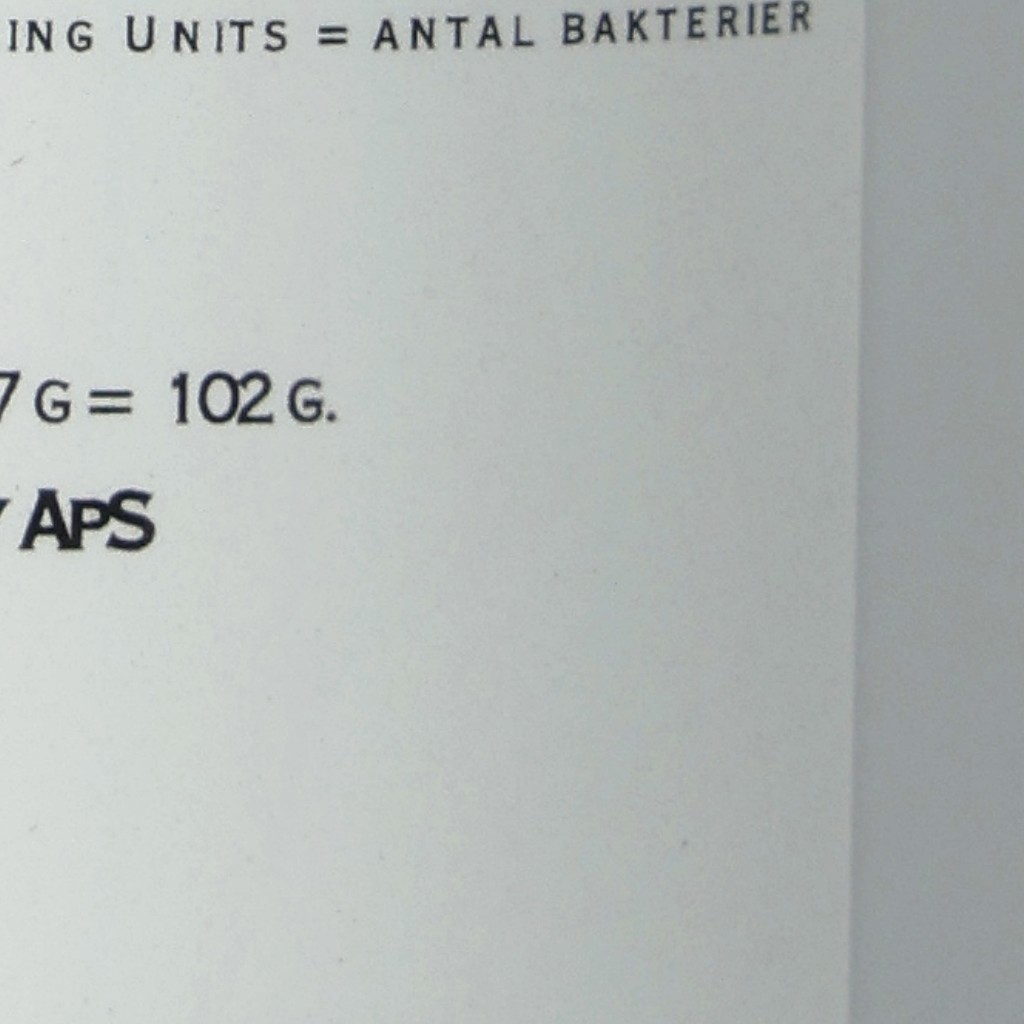 ING UNITS = ANTAL BAKTERIER
7 G = 102 G.
APS